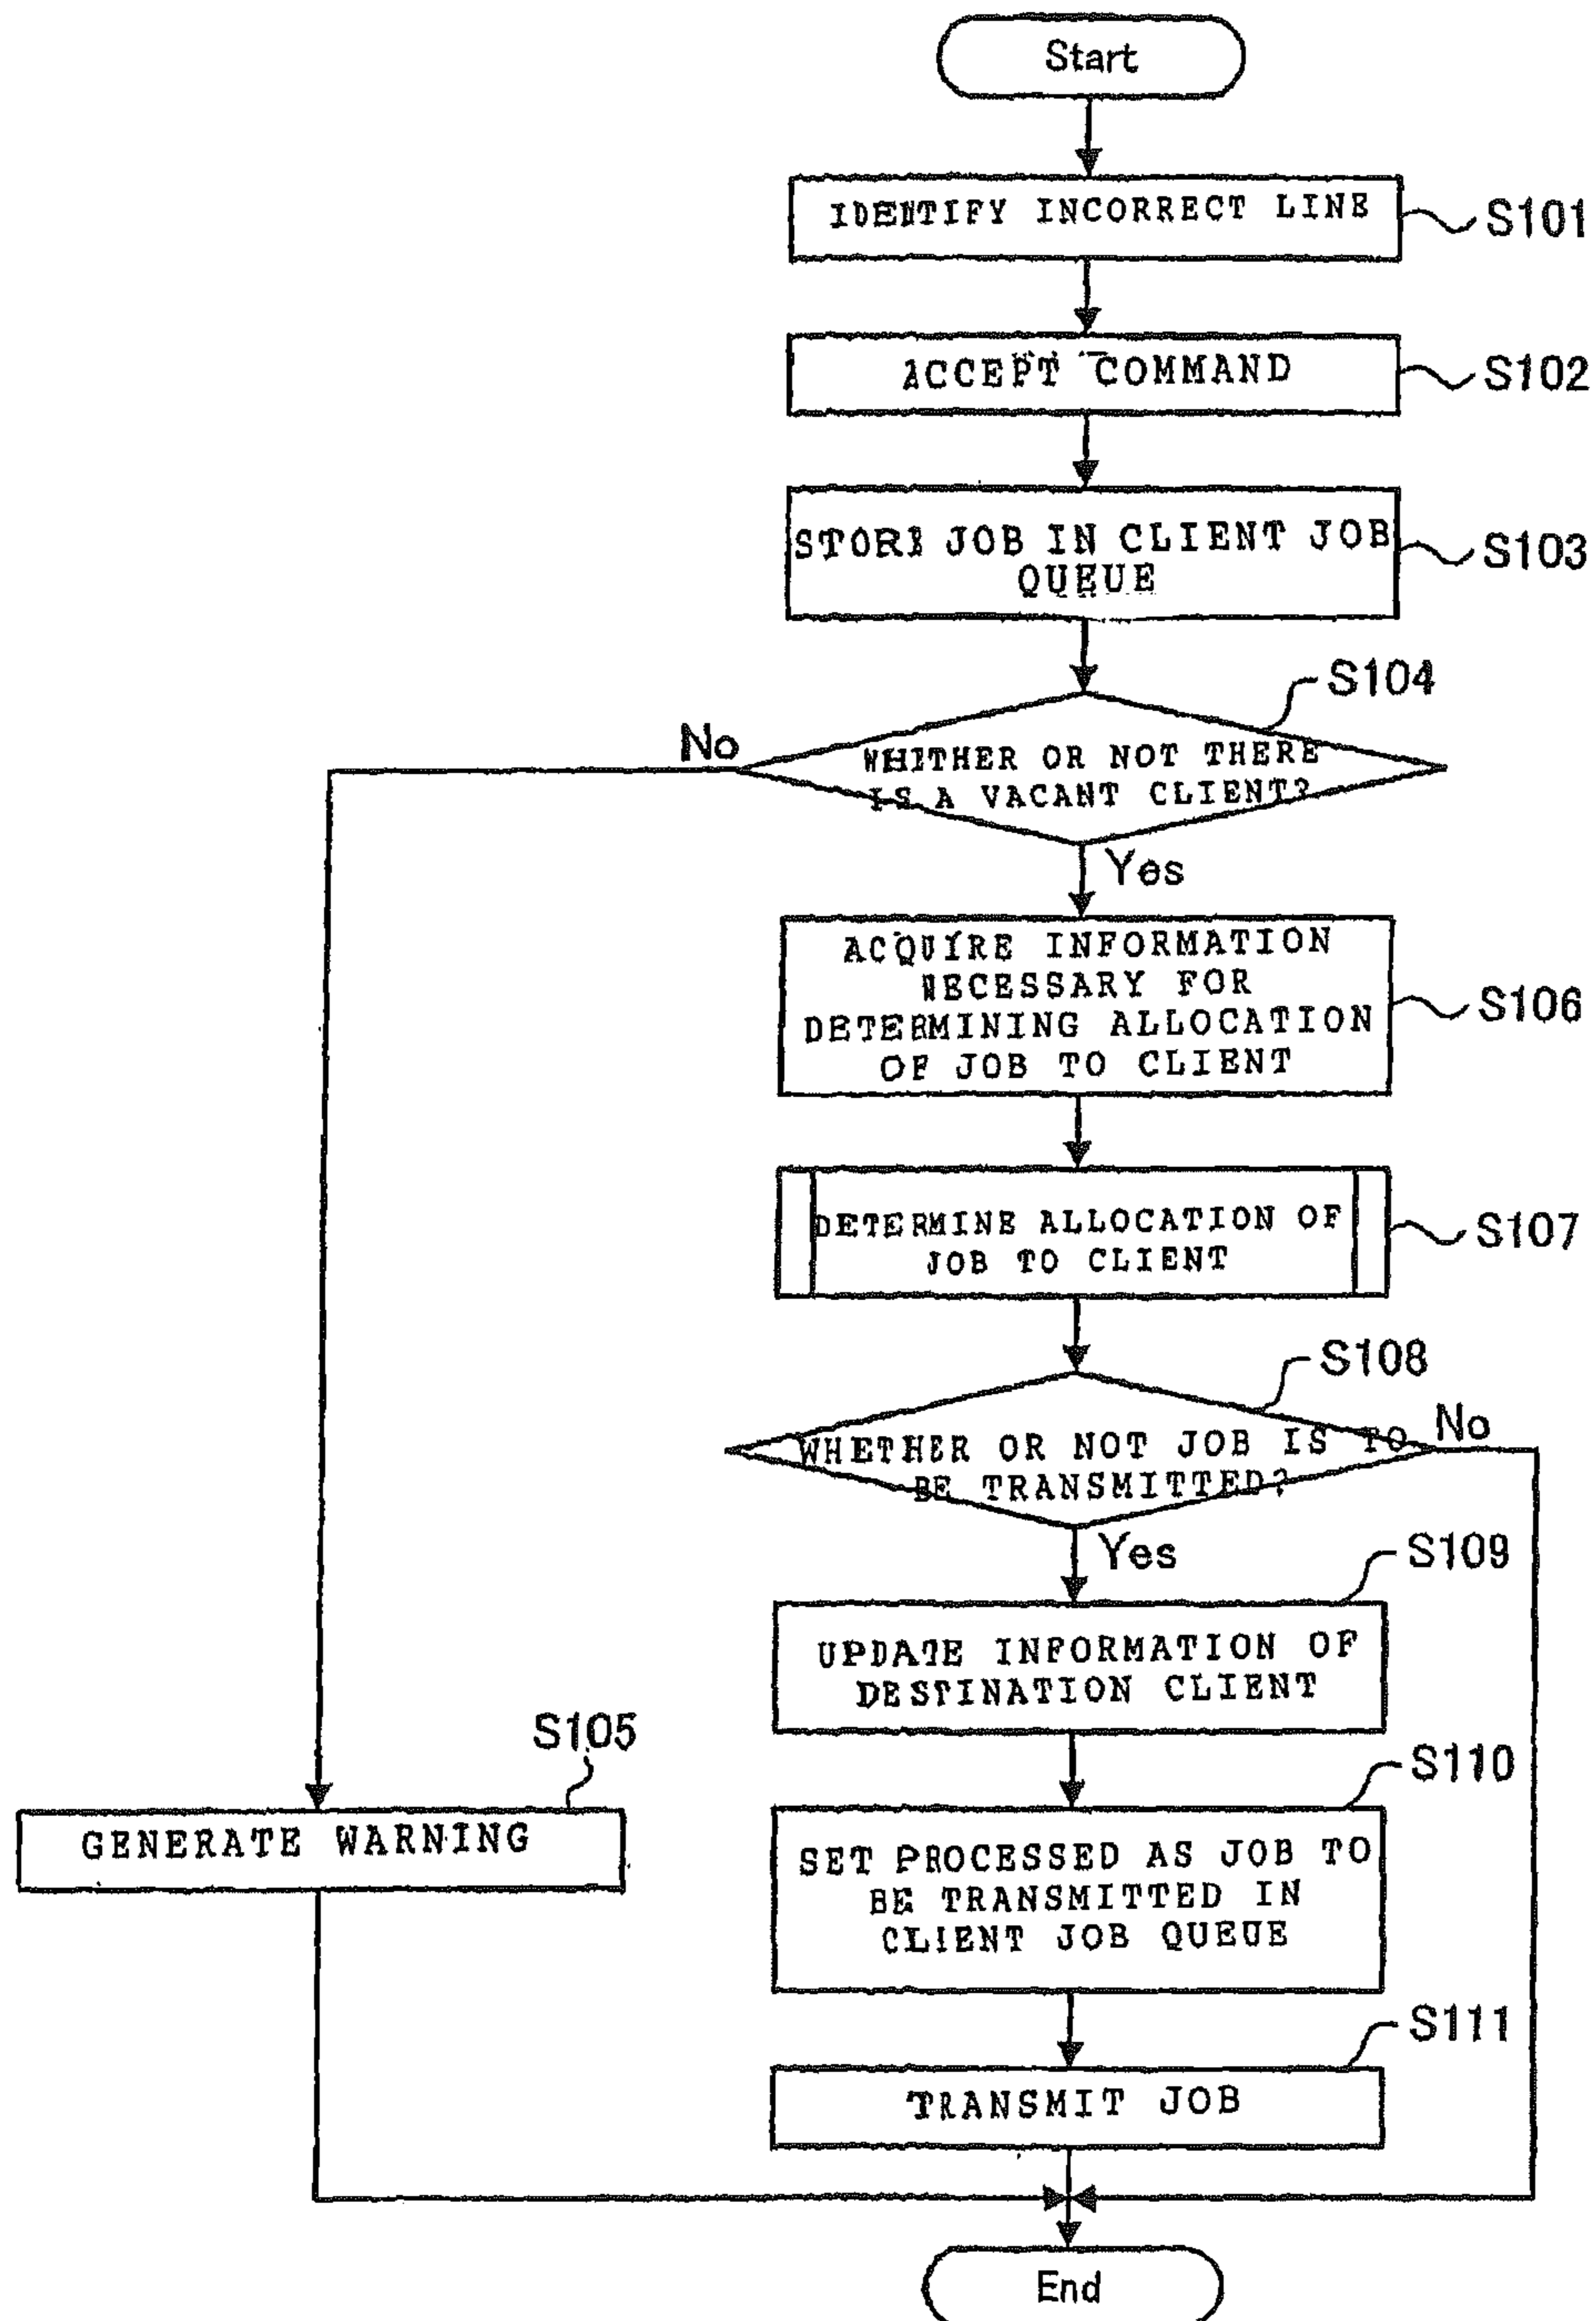 Start
IDENTIFY INCORRECT LINE
S101
ACCEPT COMMAND
S102
STORE JOB IN CLIENT JOB
QUEUE
S103
S104
No
WHETHER OR NOT THERE
IS A VACANT CLIENT?
Yes
ACQUIRE INFORMATION
NECESSARY FOR
DETERMINING ALLOCATION
OF JOB TO CLIENT
S106
DETERMINE ALLOCATION OF
JOB TO CLIENT
S107
S108
WHETHER OR NOT JOB IS TO
BE TRANSMITTED?
No
Yes
S109
UPDATE INFORMATION OF
DESTINATION CLIENT
S105
GENERATE WARNING
S110
SET PROCESSED AS JOB TO
BE TRANSMITTED IN
CLIENT JOB QUEUE
S111
TRANSMIT JOB
End